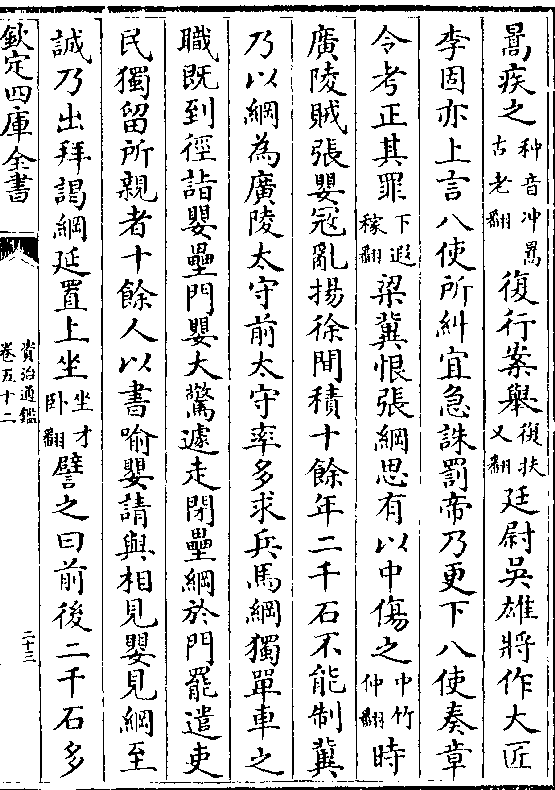 暠疾之种音冲暠古老翻復行案舉復扶又翻廷尉吳雄將作大匠
李固亦上言八使所糾宜急誅罰帝乃更下八使奏章
令考正其罪下遐稼翻梁冀恨張綱思有以中傷之中竹仲翻時
廣陵賊張嬰寇亂揚徐間積十餘年二千石不能制冀
乃以綱為廣陵太守前太守率多求兵馬綱獨單車之
職既到徑詣嬰壘門嬰大驚遽走閉壘綱於門罷遣吏
民獨留所親者十餘人以書喻嬰請與相見嬰見綱至
誠乃出拜謁綱延置上坐坐才卧翻譬之曰前後二千石多
欽定四庫全書
資治通鑑
卷五十二
二十三